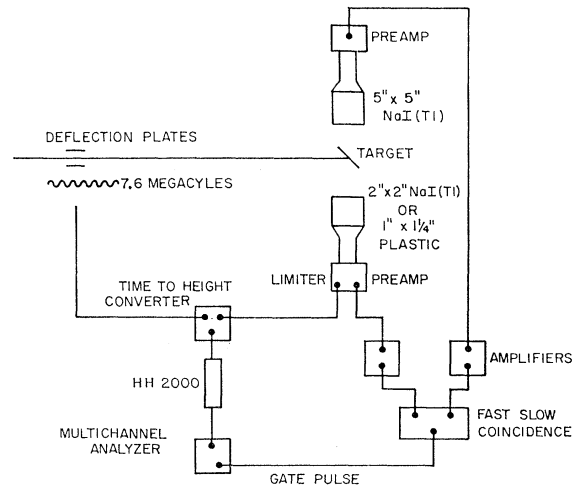 PREAMP
5" x 5"
NaI(Tl)
DEFLECTION PLATES
TARGET
7.6 MEGACYLES
2"x2" NaI(Tl)
OR
1" x 1¼"
PLASTIC
TIME TO HEIGHT
CONVERTER
LIMITER
PREAMP
HH 2000
AMPLIFIERS
FAST SLOW
COINCIDENCE
MULTICHANNEL
ANALYZER
GATE PULSE